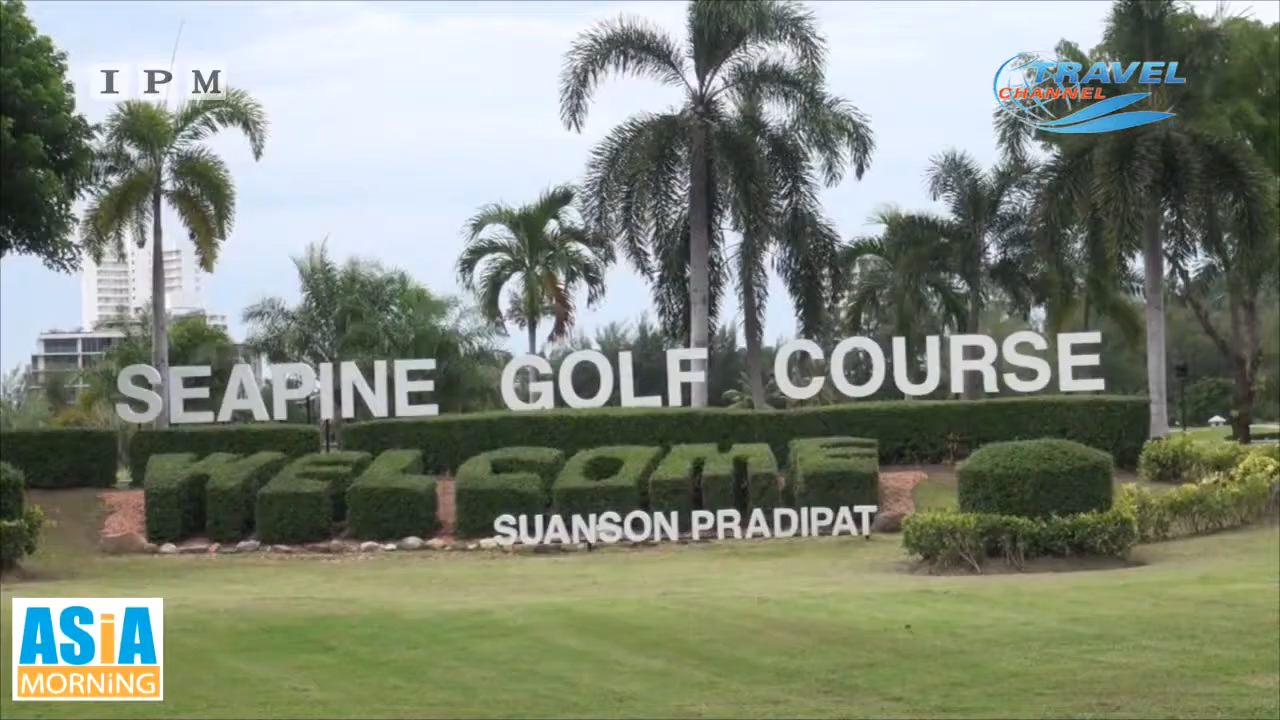 IPM
TRAVEL
CHANNEL
SEAPINE GOLF COURSE
WELCOME
SUANSON PRADIPAT
ASiA
MORNiNG